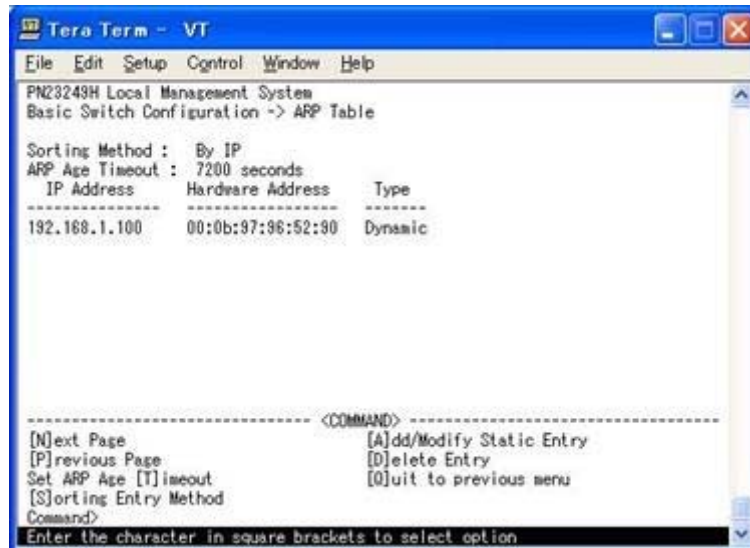 Tera Term - VT
File Edit Setup Control Window Help
PN23249H Local Management System
Basic Switch Configuration -> ARP Table
Sorting Method : By IP
ARP Age Timeout : 7200 seconds
IP Address Hardware Address Type
--------------- ----------------- -------
192.168.1.100 00:0b:97:96:52:90 Dynamic
------------------------------- <COMMAND> ----------------------------------
[N]ext Page [A]dd/Modify Static Entry
[P]revious Page [D]elete Entry
Set ARP Age [T]imeout [Q]uit to previous menu
[S]orting Entry Method
Command>
Enter the character in square brackets to select option